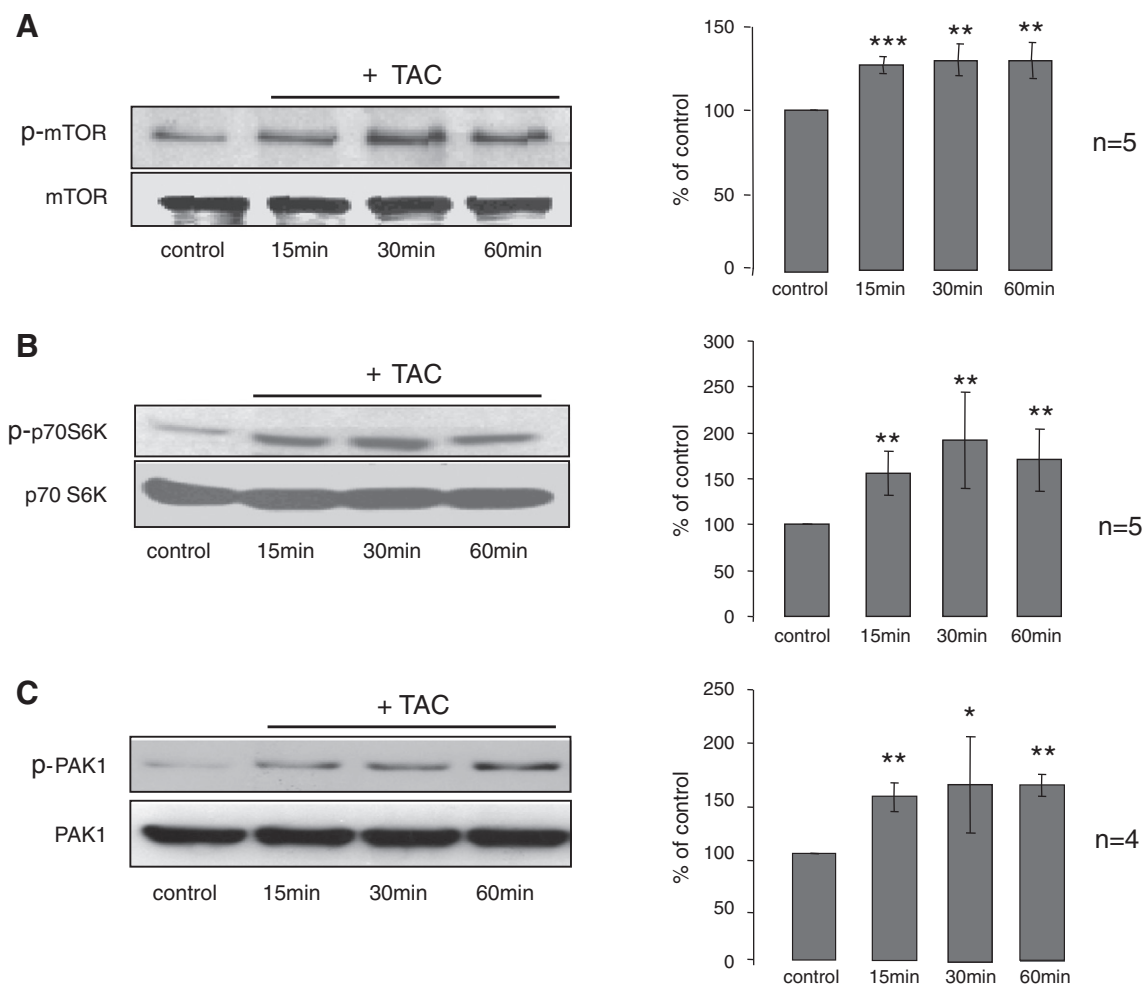 A
+ TAC
p-mTOR
mTOR
control 15min 30min 60min
150
100
50
0
% of control
*** ** **
control 15min 30min 60min
n=5
B
+ TAC
p-p70S6K
p70 S6K
control 15min 30min 60min
300
250
200
150
100
50
0
% of control
** ** **
control 15min 30min 60min
n=5
C
+ TAC
p-PAK1
PAK1
control 15min 30min 60min
250
200
150
100
50
0
% of control
** * **
control 15min 30min 60min
n=4